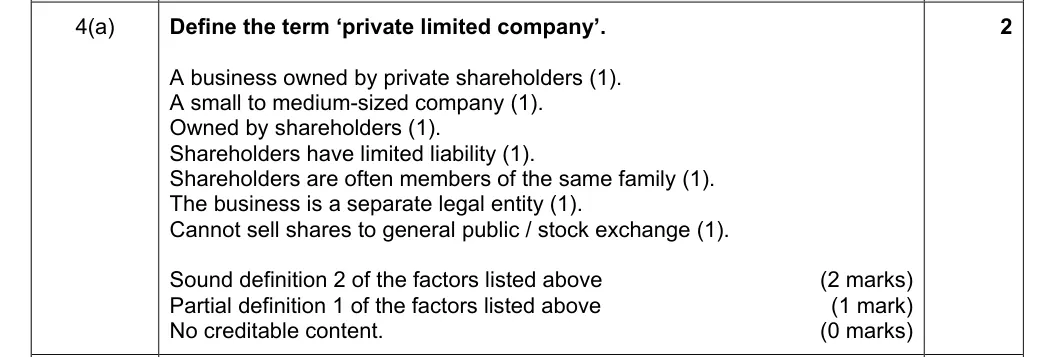 4(a) Define the term ‘private limited company’. 2
A business owned by private shareholders (1).
A small to medium-sized company (1).
Owned by shareholders (1).
Shareholders have limited liability (1).
Shareholders are often members of the same family (1).
The business is a separate legal entity (1).
Cannot sell shares to general public / stock exchange (1).
Sound definition 2 of the factors listed above (2 marks)
Partial definition 1 of the factors listed above (1 mark)
No creditable content. (0 marks)